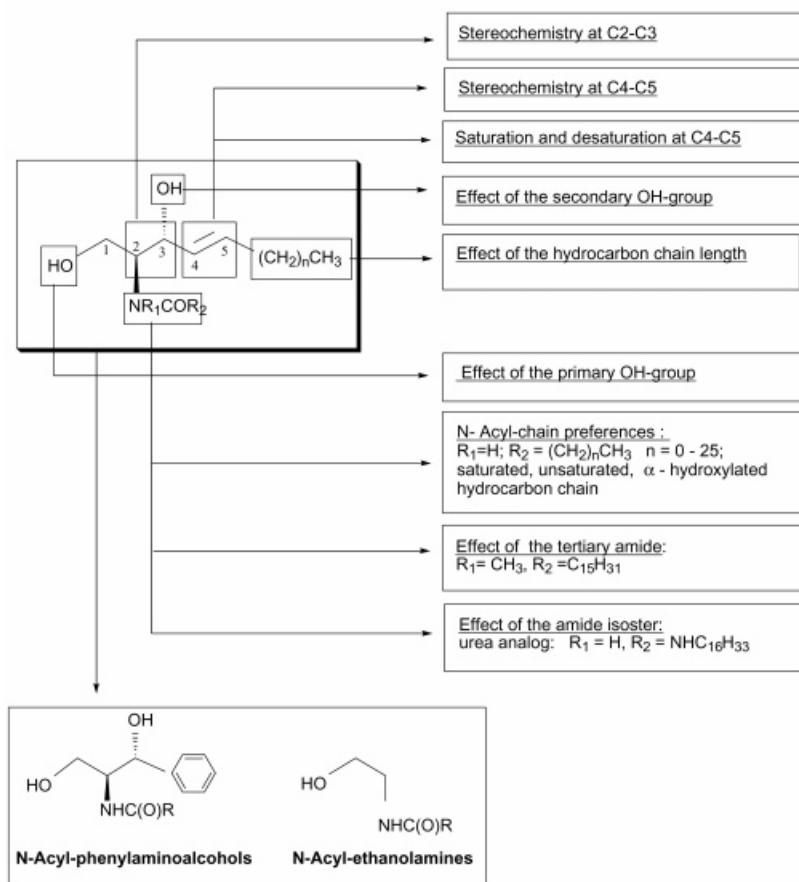 Stereochemistry at C2-C3
Stereochemistry at C4-C5
Saturation and desaturation at C4-C5
OH
Effect of the secondary OH-group
1
2
3
4
5
HO
(CH₂)ₙCH₃
Effect of the hydrocarbon chain length
NR₁COR₂
Effect of the primary OH-group
N- Acyl-chain preferences :
R₁=H; R₂ = (CH₂)ₙCH₃ n = 0 - 25;
saturated, unsaturated, α - hydroxylated
hydrocarbon chain
Effect of the tertiary amide:
R₁= CH₃, R₂ =C₁₅H₃₁
Effect of the amide isoster:
urea analog: R₁ = H, R₂ = NHC₁₆H₃₃
OH
HO
NHC(O)R
N-Acyl-phenylaminoalcohols
HO
NHC(O)R
N-Acyl-ethanolamines